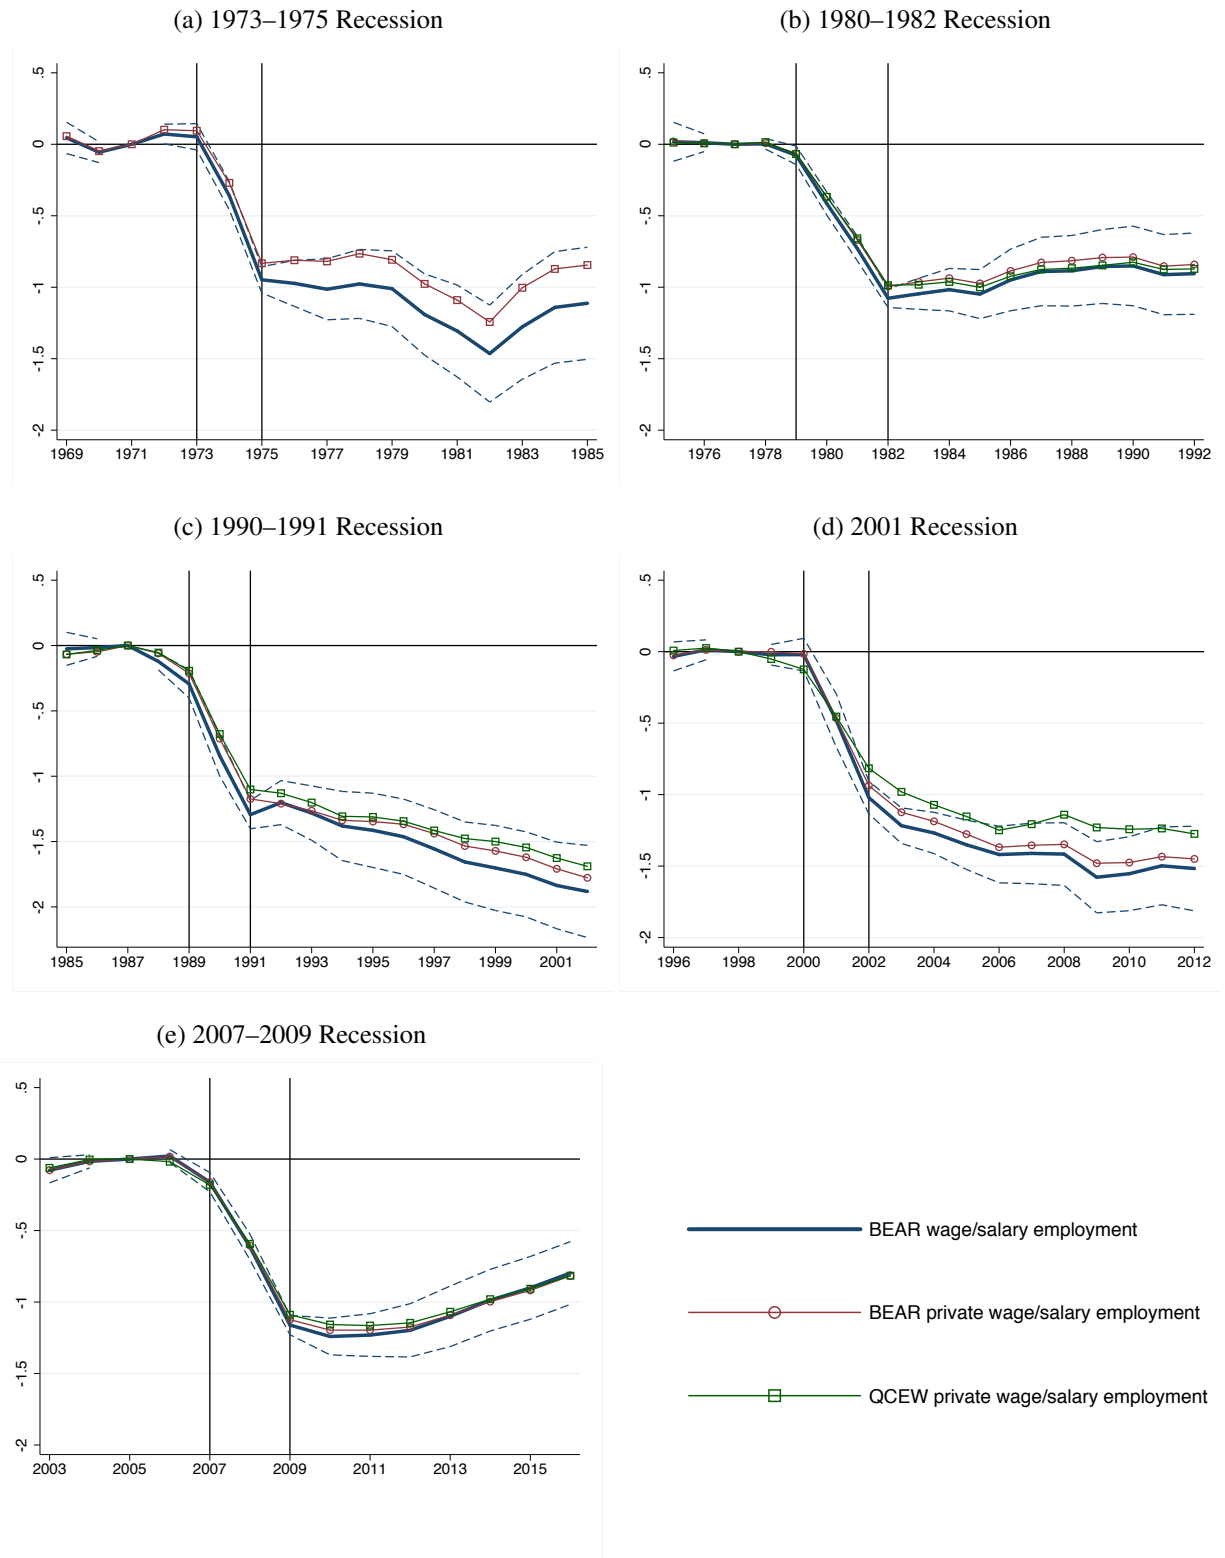 (a) 1973–1975 Recession
.5
0
-.5
-1
-1.5
-2
1969 1971 1973 1975 1977 1979 1981 1983 1985
(b) 1980–1982 Recession
.5
0
-.5
-1
-1.5
-2
1976 1978 1980 1982 1984 1986 1988 1990 1992
(c) 1990–1991 Recession
.5
0
-.5
-1
-1.5
-2
1985 1987 1989 1991 1993 1995 1997 1999 2001
(d) 2001 Recession
.5
0
-.5
-1
-1.5
-2
1996 1998 2000 2002 2004 2006 2008 2010 2012
(e) 2007–2009 Recession
.5
0
-.5
-1
-1.5
-2
2003 2005 2007 2009 2011 2013 2015
BEAR wage/salary employment
BEAR private wage/salary employment
QCEW private wage/salary employment